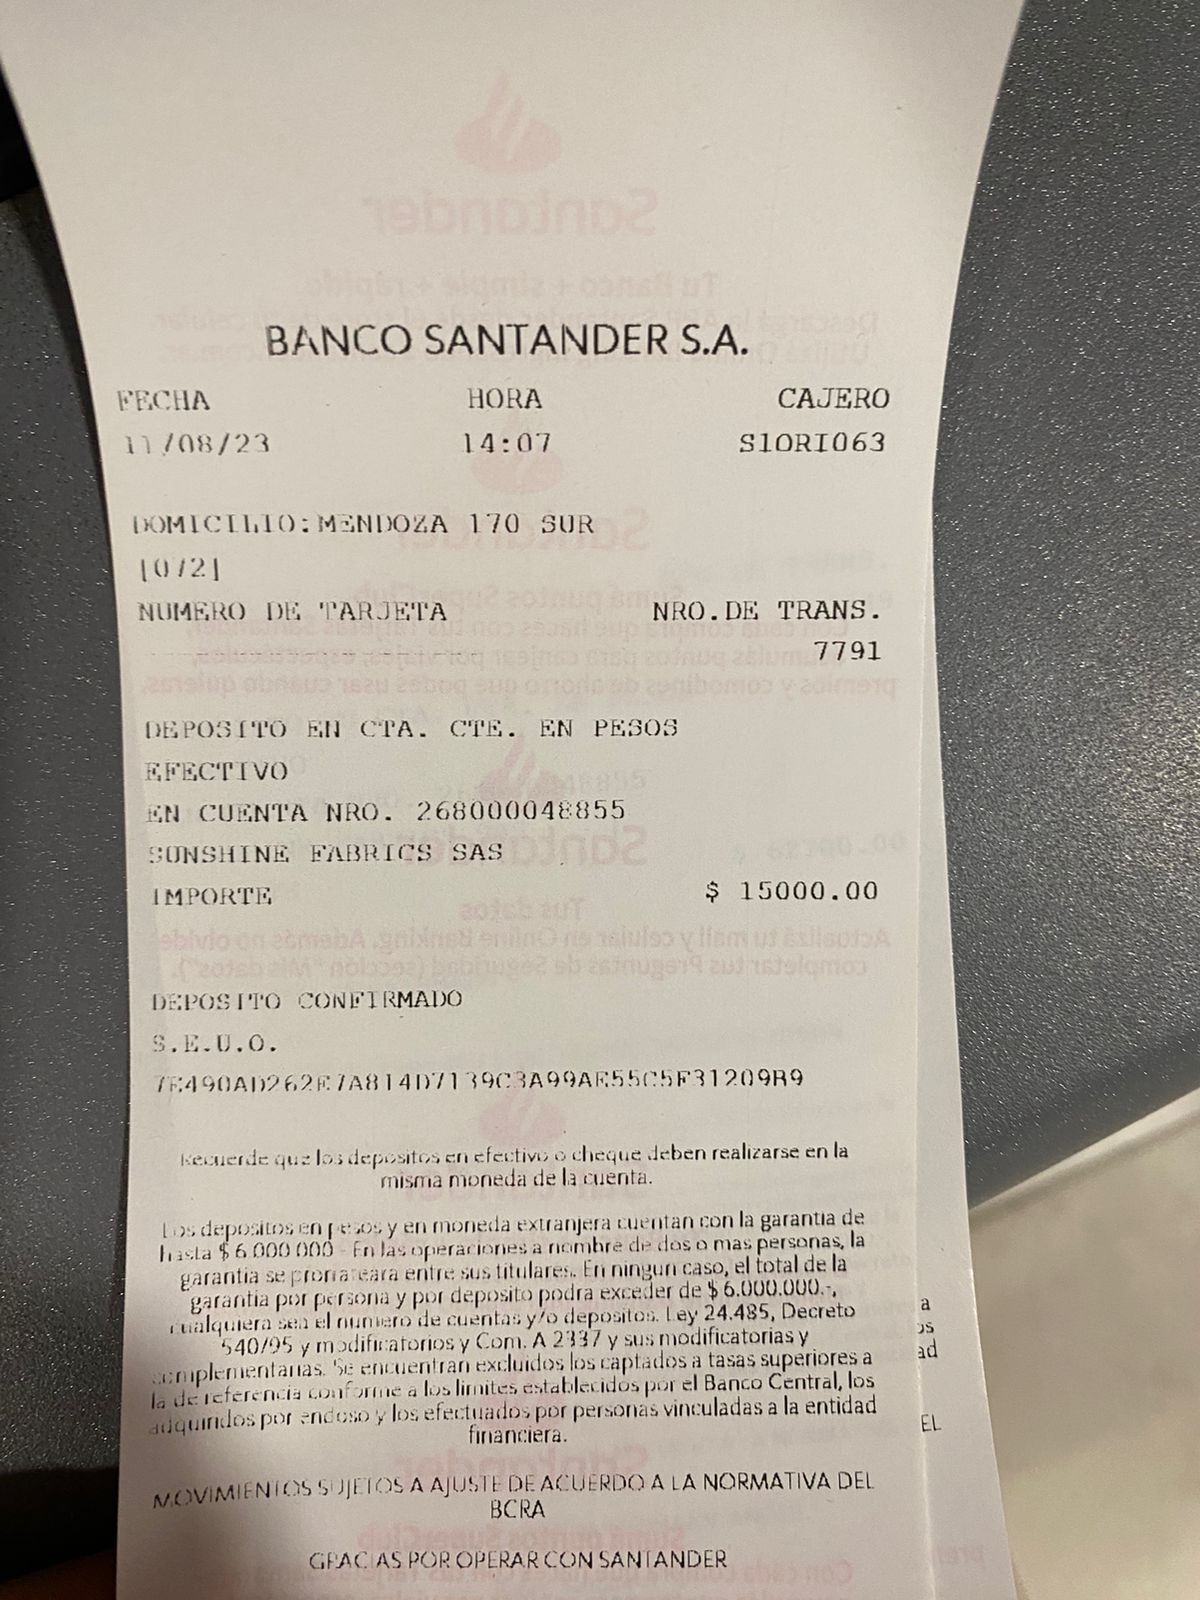 BANCO SANTANDER S.A.
FECHA HORA CAJERO
11/08/23 14:07 S1ORI063
DOMICILIO:MENDOZA 170 SUR
[072]
NUMERO DE TARJETA NRO.DE TRANS.
7791
DEPOSITO EN CTA. CTE. EN PESOS
EFECTIVO
EN CUENTA NRO. 268000048855
SUNSHINE FABRICS SAS
IMPORTE $ 15000.00
DEPOSITO CONFIRMADO
S.E.U.O.
7E490AD262E7A814D7139C3A99AE55C5F31209B9
Recuerde que los depositos en efectivo o cheque deben realizarse en la
misma moneda de la cuenta.
Los depositos en pesos y en moneda extranjera cuentan con la garantia de
hasta $ 6.000.000 - En las operaciones a nombre de dos o mas personas, la
garantia se prorrateara entre sus titulares. En ningun caso, el total de la
garantia por persona y por deposito podra exceder de $ 6.000.000.-,
cualquiera sea el numero de cuentas y/o depositos. Ley 24.485, Decreto
540/95 y modificatorios y Com. A 2337 y sus modificatorias y
complementarias. Se encuentran excluidos los captados a tasas superiores a
la de referencia conforme a los limites establecidos por el Banco Central, los
adquiridos por endoso y los efectuados por personas vinculadas a la entidad
financiera.
MOVIMIENTOS SUJETOS A AJUSTE DE ACUERDO A LA NORMATIVA DEL
BCRA
GRACIAS POR OPERAR CON SANTANDER